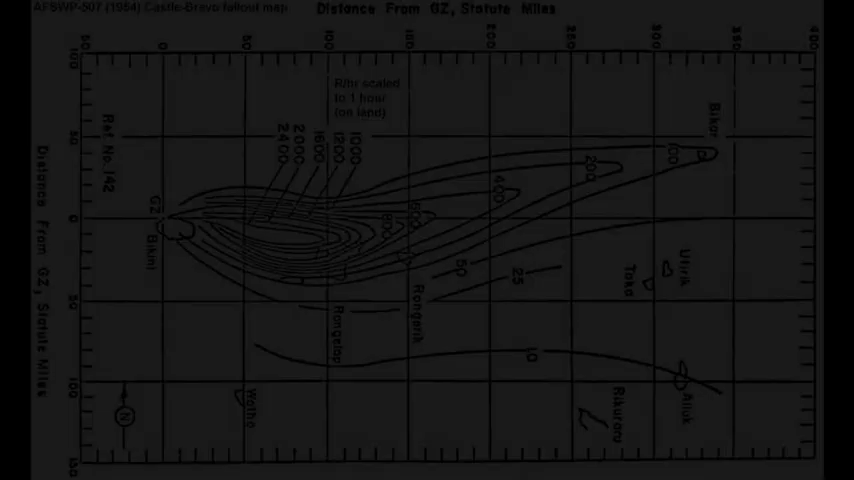 AFSWP-507 (1954) Castle-Bravo fallout map
Distance From GZ, Statute Miles
50 0 50 100 150 200 250 300 350 400
100
50
0
50
100
150
Distance From GZ, Statute Miles
R/hr scaled
to 1 hour
(on land)
Ref. No. 142
2400
2000
1600
1200
1000
800
600
400
200
100
50
25
10
GZ
Bikini
Bikar
Utirik
Taka
Rongerik
Rongelap
Wotho
Ailuk
N